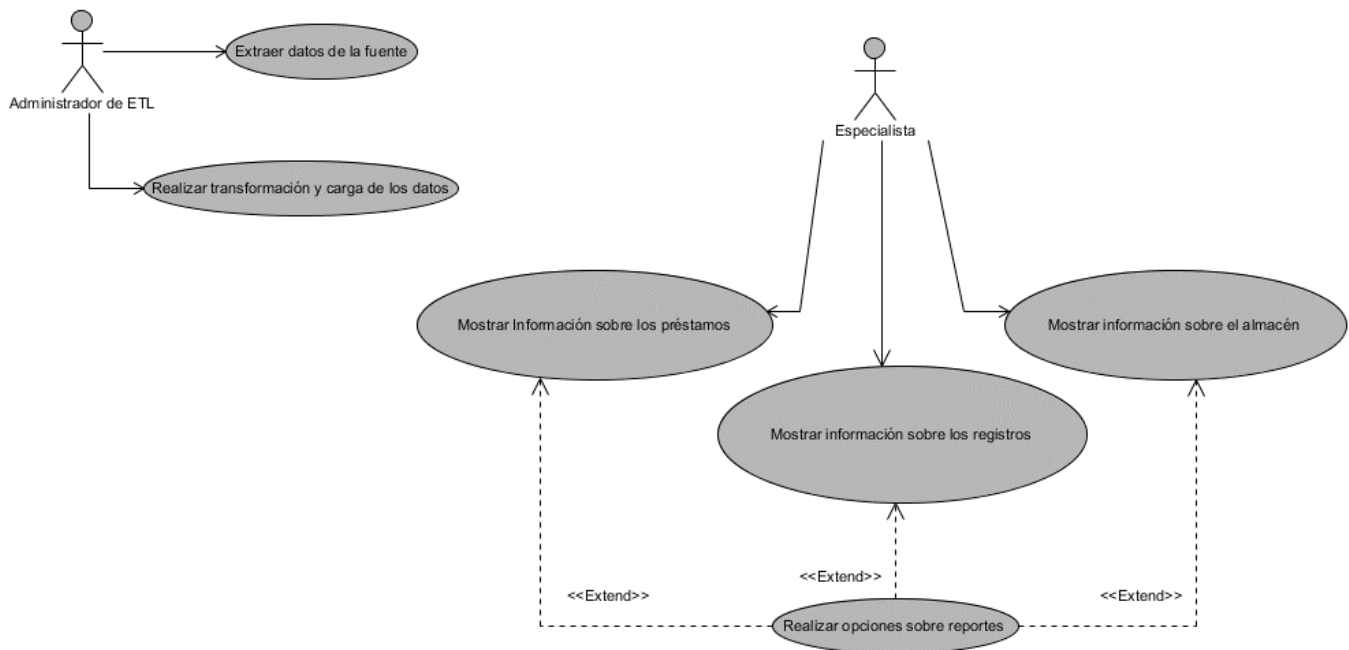 Extraer datos de la fuente
Administrador de ETL
Especialista
Realizar transformación y carga de los datos
Mostrar Información sobre los préstamos
Mostrar información sobre el almacén
Mostrar información sobre los registros
<<Extend>>
<<Extend>>
<<Extend>>
Realizar opciones sobre reportes